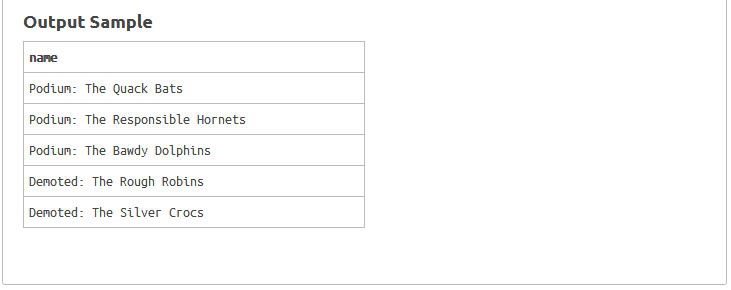 Output Sample
name
Podium: The Quack Bats
Podium: The Responsible Hornets
Podium: The Bawdy Dolphins
Demoted: The Rough Robins
Demoted: The Silver Crocs